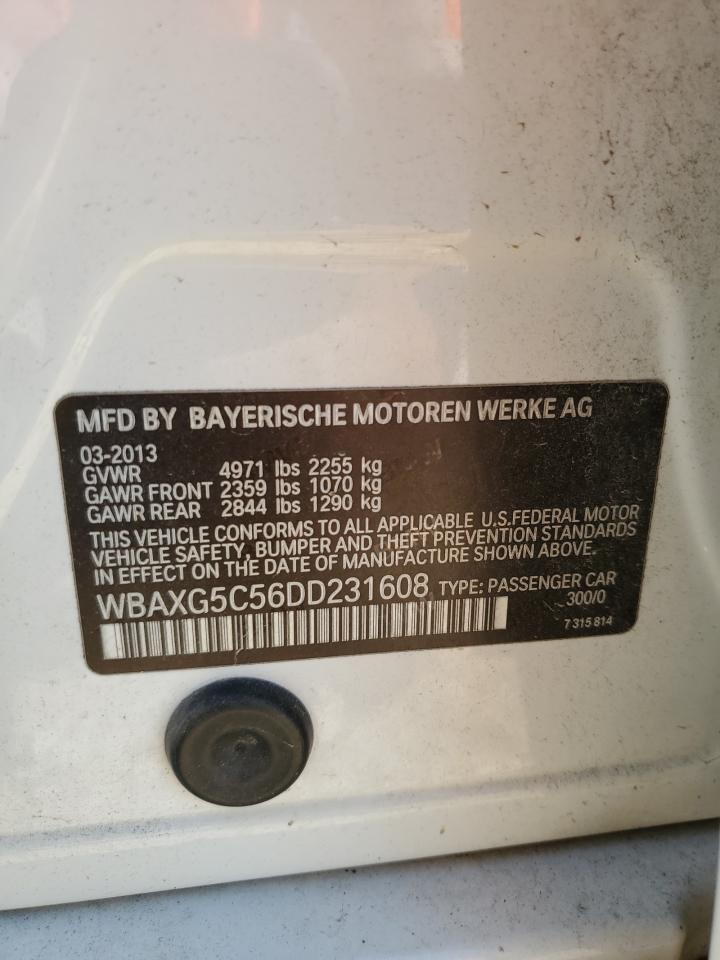 MFD BY BAYERISCHE MOTOREN WERKE AG
03-2013
GVWR 4971 lbs 2255 kg
GAWR FRONT 2359 lbs 1070 kg
GAWR REAR 2844 lbs 1290 kg
THIS VEHICLE CONFORMS TO ALL APPLICABLE U.S.FEDERAL MOTOR
VEHICLE SAFETY, BUMPER AND THEFT PREVENTION STANDARDS
IN EFFECT ON THE DATE OF MANUFACTURE SHOWN ABOVE.
WBAXG5C56DD231608 TYPE: PASSENGER CAR
300/0
7 315 814